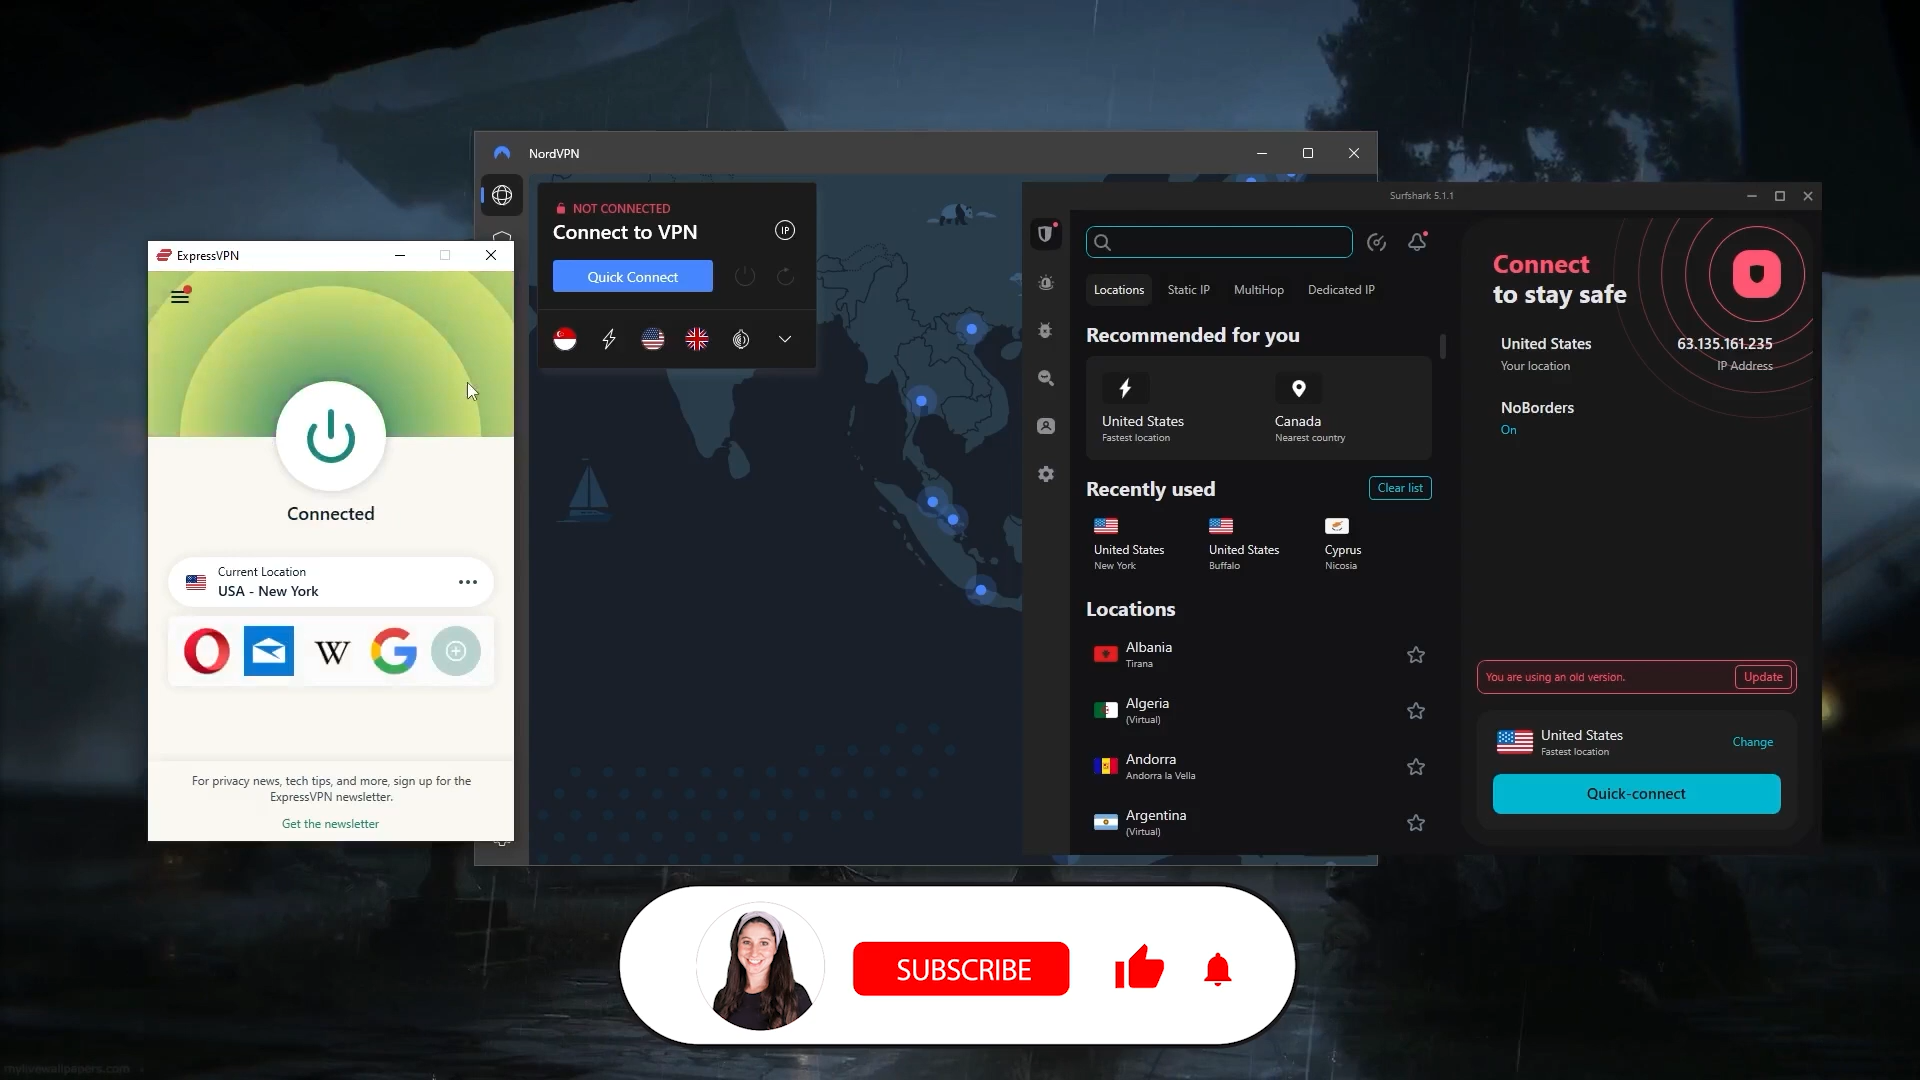 NordVPN
NOT CONNECTED
Connect to VPN
IP
Quick Connect
ExpressVPN
Connected
Current Location
USA - New York
W
For privacy news, tech tips, and more, sign up for the
ExpressVPN newsletter.
Get the newsletter
Surfshark 5.1.1
Locations
Static IP
MultiHop
Dedicated IP
Recommended for you
United States
Fastest location
Canada
Nearest country
Recently used
Clear list
United States
New York
United States
Buffalo
Cyprus
Nicosia
Locations
Albania
Tirana
Algeria
(Virtual)
Andorra
Andorra la Vella
Argentina
(Virtual)
Connect
to stay safe
United States
63.135.161.235
Your location
IP Address
NoBorders
On
You are using an old version.
Update
United States
Fastest location
Change
Quick-connect
SUBSCRIBE
mylivewallpapers.com